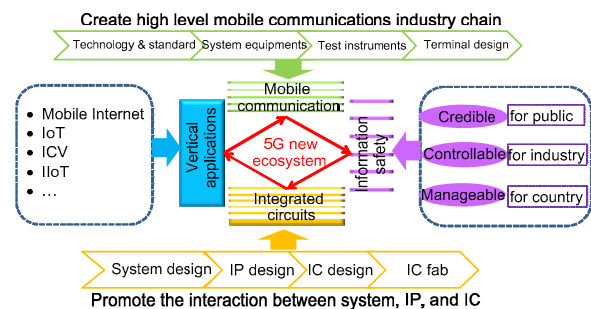 Create high level mobile communications industry chain
Technology & standard
System equipments
Test instruments
Terminal design
Mobile
communication
• Mobile Internet
• IoT
• ICV
• IIoT
• …
Vertical
applications
5G new
ecosystem
Information
safety
Credible
for public
Controllable
for industry
Manageable
for country
Integrated
circuits
System design
IP design
IC design
IC fab
Promote the interaction between system, IP, and IC